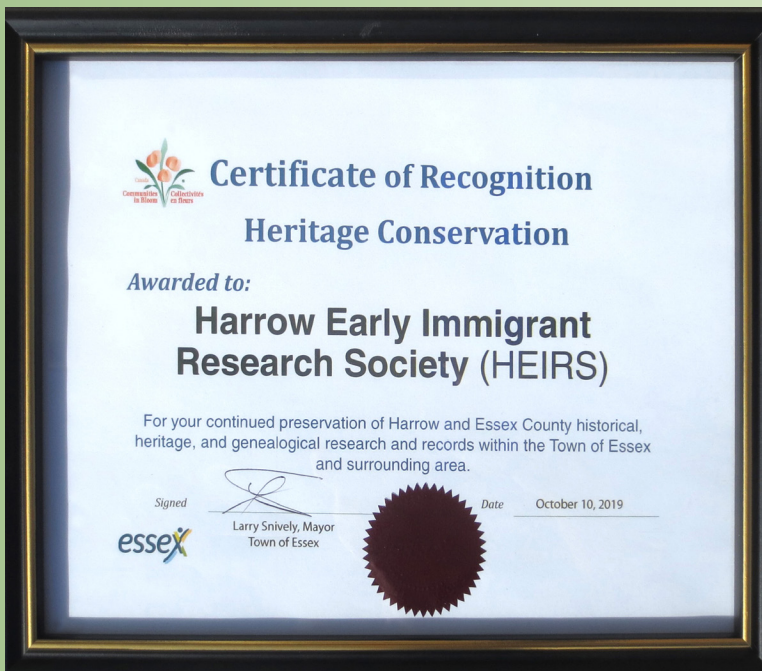 Certificate of Recognition
Canada
Communities Collectivités
in Bloom en fleurs
Heritage Conservation
Awarded to:
Harrow Early Immigrant
Research Society (HEIRS)
For your continued preservation of Harrow and Essex County historical,
heritage, and genealogical research and records within the Town of Essex
and surrounding area.
Signed
Date October 10, 2019
Larry Snively, Mayor
Town of Essex
essex